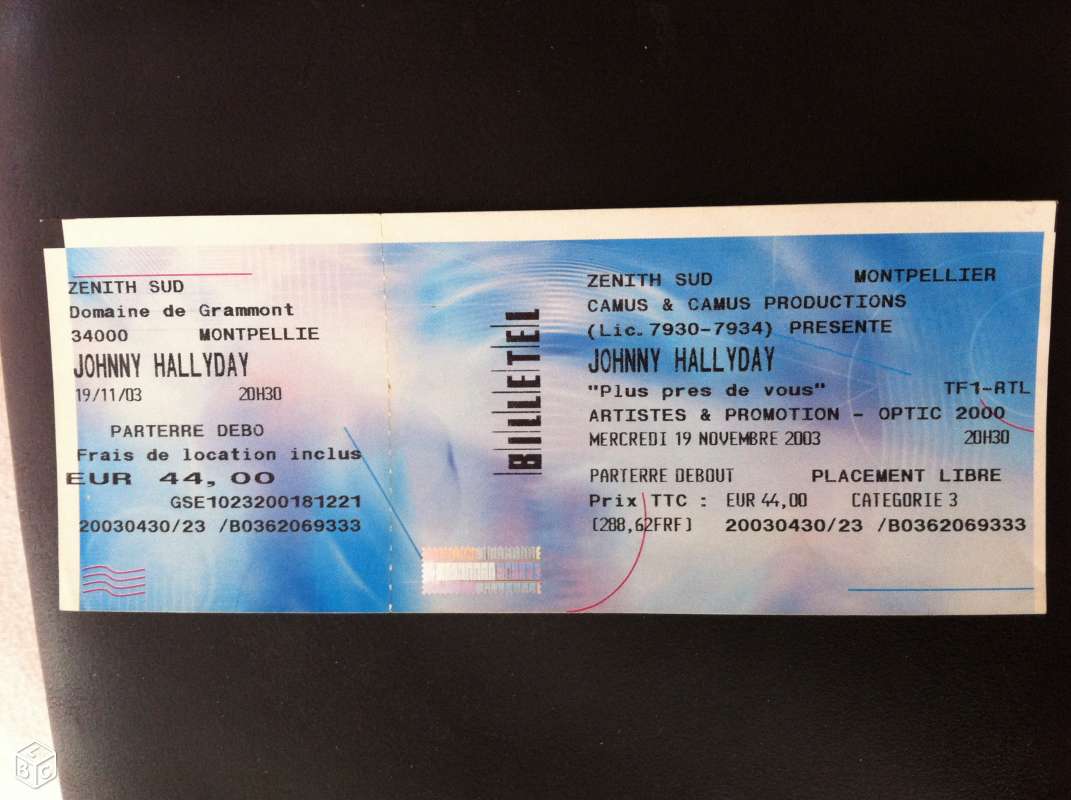 ZENITH SUD
Domaine de Grammont
34000 MONTPELLIE
JOHNNY HALLYDAY
19/11/03 20H30
PARTERRE DEBO
Frais de location inclus
EUR 44,00
GSE1023200181221
20030430/23 /B0362069333
BILLETEL
ZENITH SUD MONTPELLIER
CAMUS & CAMUS PRODUCTIONS
(Lic. 7930-7934) PRESENTE
JOHNNY HALLYDAY
"Plus pres de vous" TF1-RTL
ARTISTES & PROMOTION - OPTIC 2000
MERCREDI 19 NOVEMBRE 2003 20H30
PARTERRE DEBOUT PLACEMENT LIBRE
Prix TTC : EUR 44,00 CATEGORIE 3
[288,62FRF] 20030430/23 /B0362069333
LBC